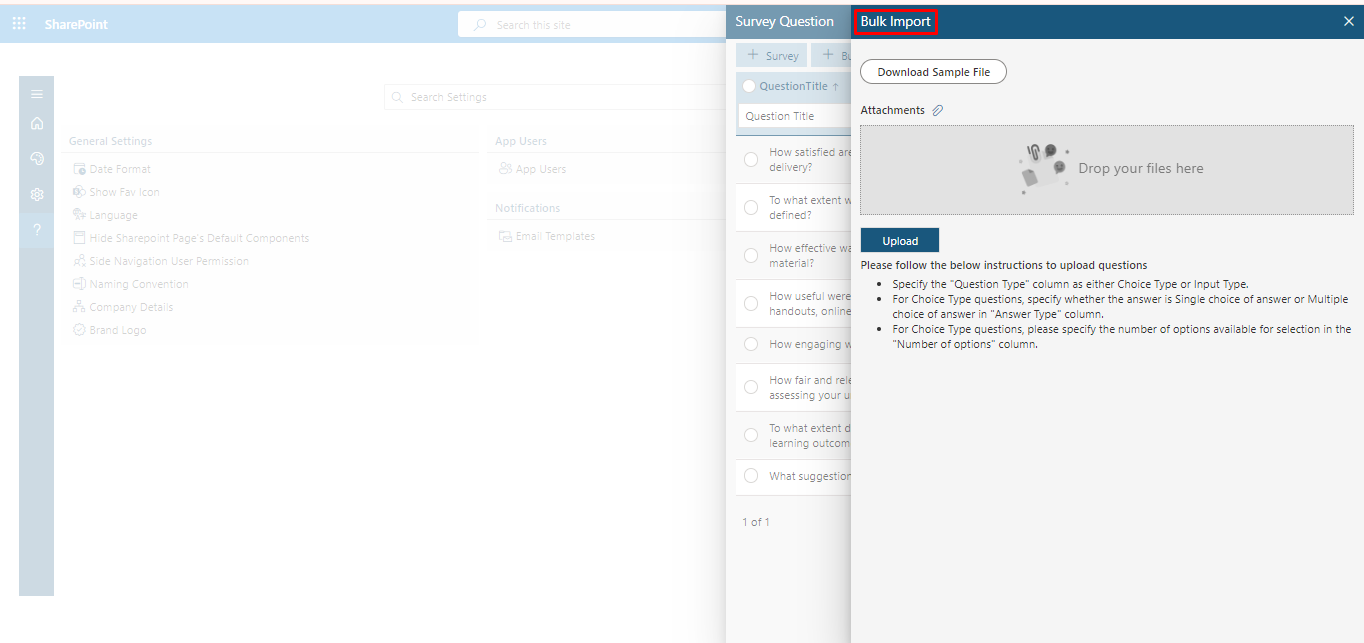 SharePoint
Search this site
Search Settings
General Settings
Date Format
Show Fav Icon
Language
Hide Sharepoint Page's Default Components
Side Navigation User Permission
Naming Convention
Company Details
Brand Logo
App Users
App Users
Notifications
Email Templates
Survey Question
+ Survey
+
QuestionTitle ↑
Question Title
How satisfied
delivery?
To what extent
defined?
How effective
material?
How useful were
handouts, online
How engaging
How fair and
assessing your
To what extent
learning
What suggestion
1 of 1
Bulk Import
Download Sample File
Attachments
Drop your files here
Upload
Please follow the below instructions to upload questions
• Specify the "Question Type" column as either Choice Type or Input Type.
• For Choice Type questions, specify whether the answer is Single choice of answer or Multiple
choice of answer in "Answer Type" column.
• For Choice Type questions, please specify the number of options available for selection in the
"Number of options" column.